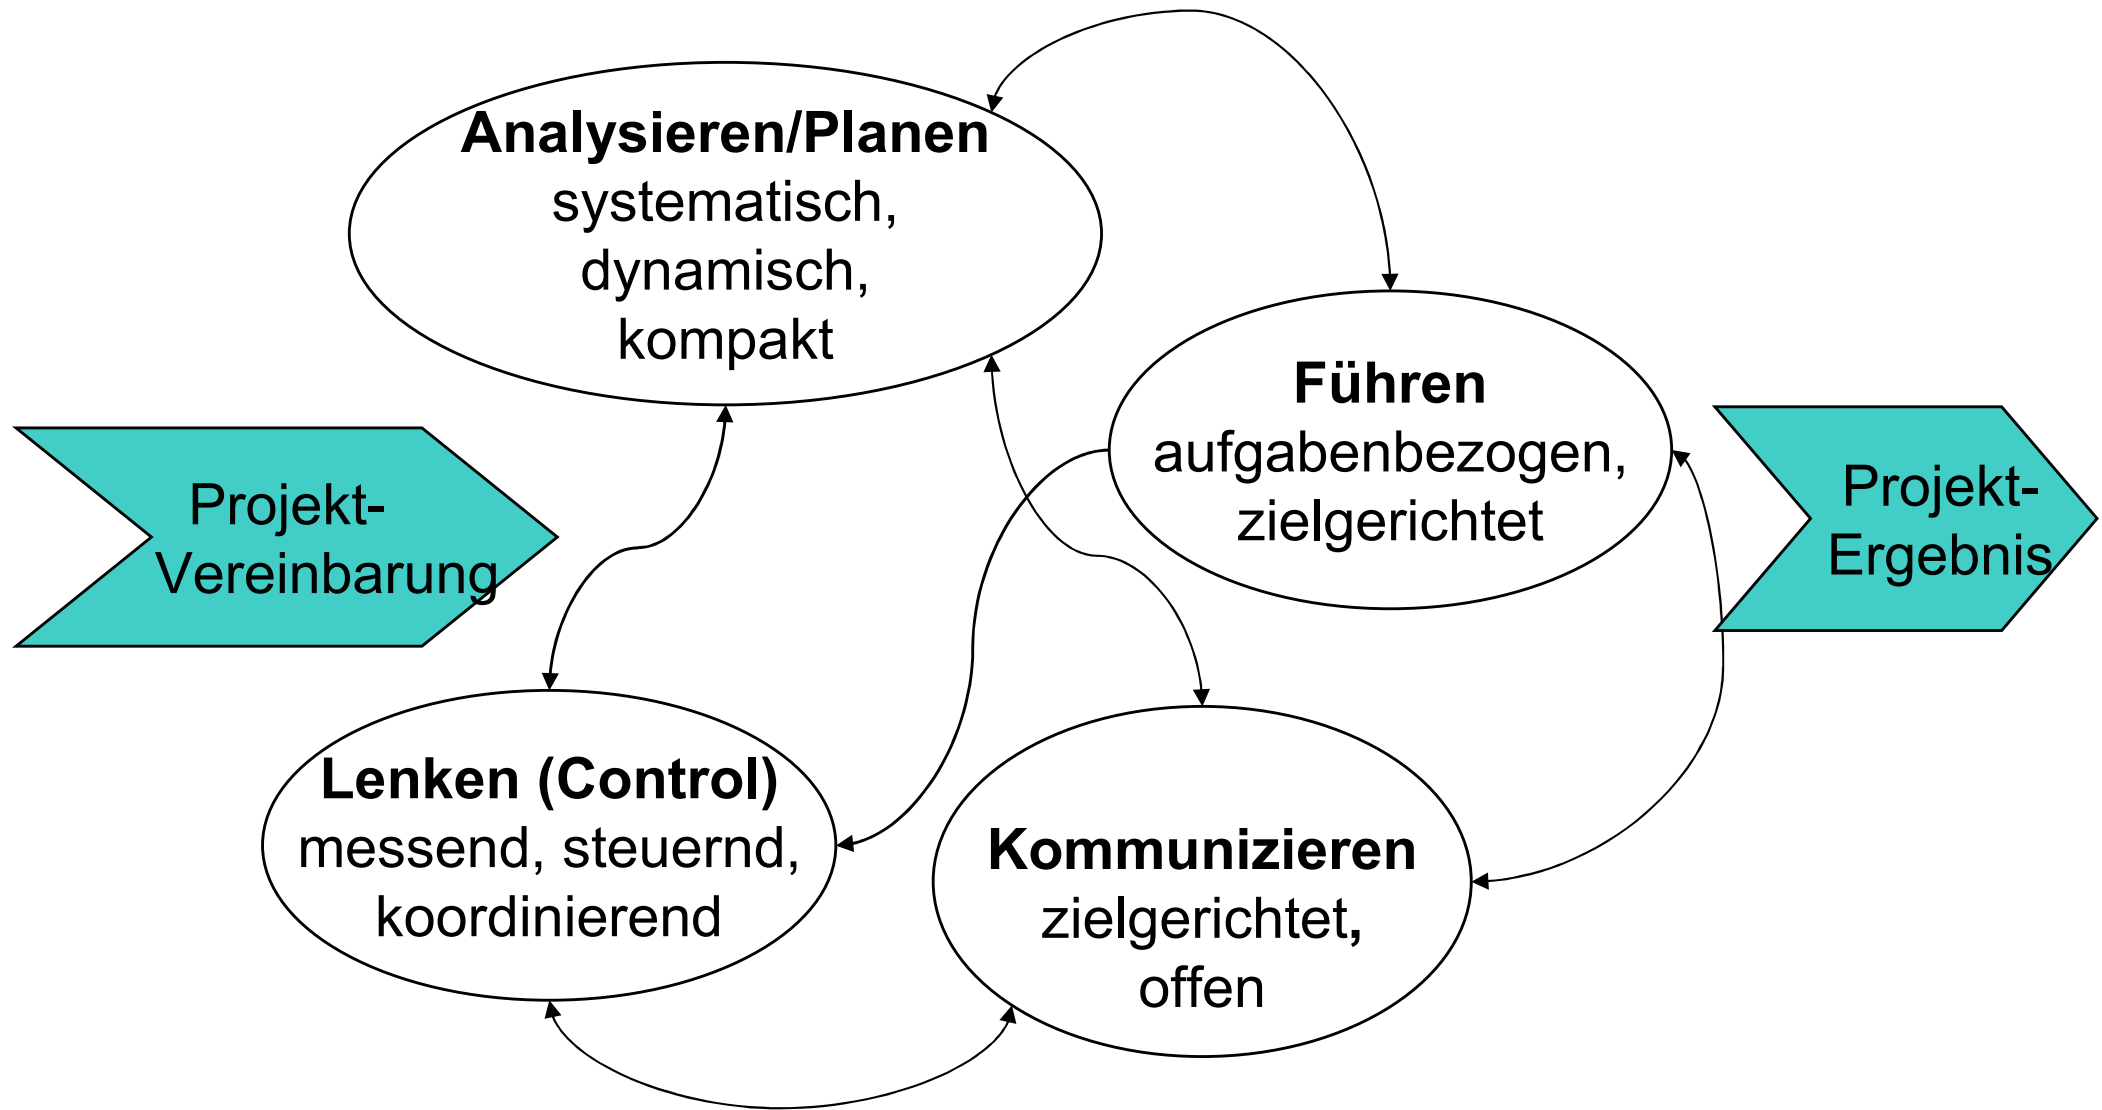 Analysieren/Planen
systematisch,
dynamisch,
kompakt
Führen
aufgabenbezogen,
zielgerichtet
Projekt-
Vereinbarung
Projekt-
Ergebnis
Lenken (Control)
messend, steuernd,
koordinierend
Kommunizieren
zielgerichtet,
offen